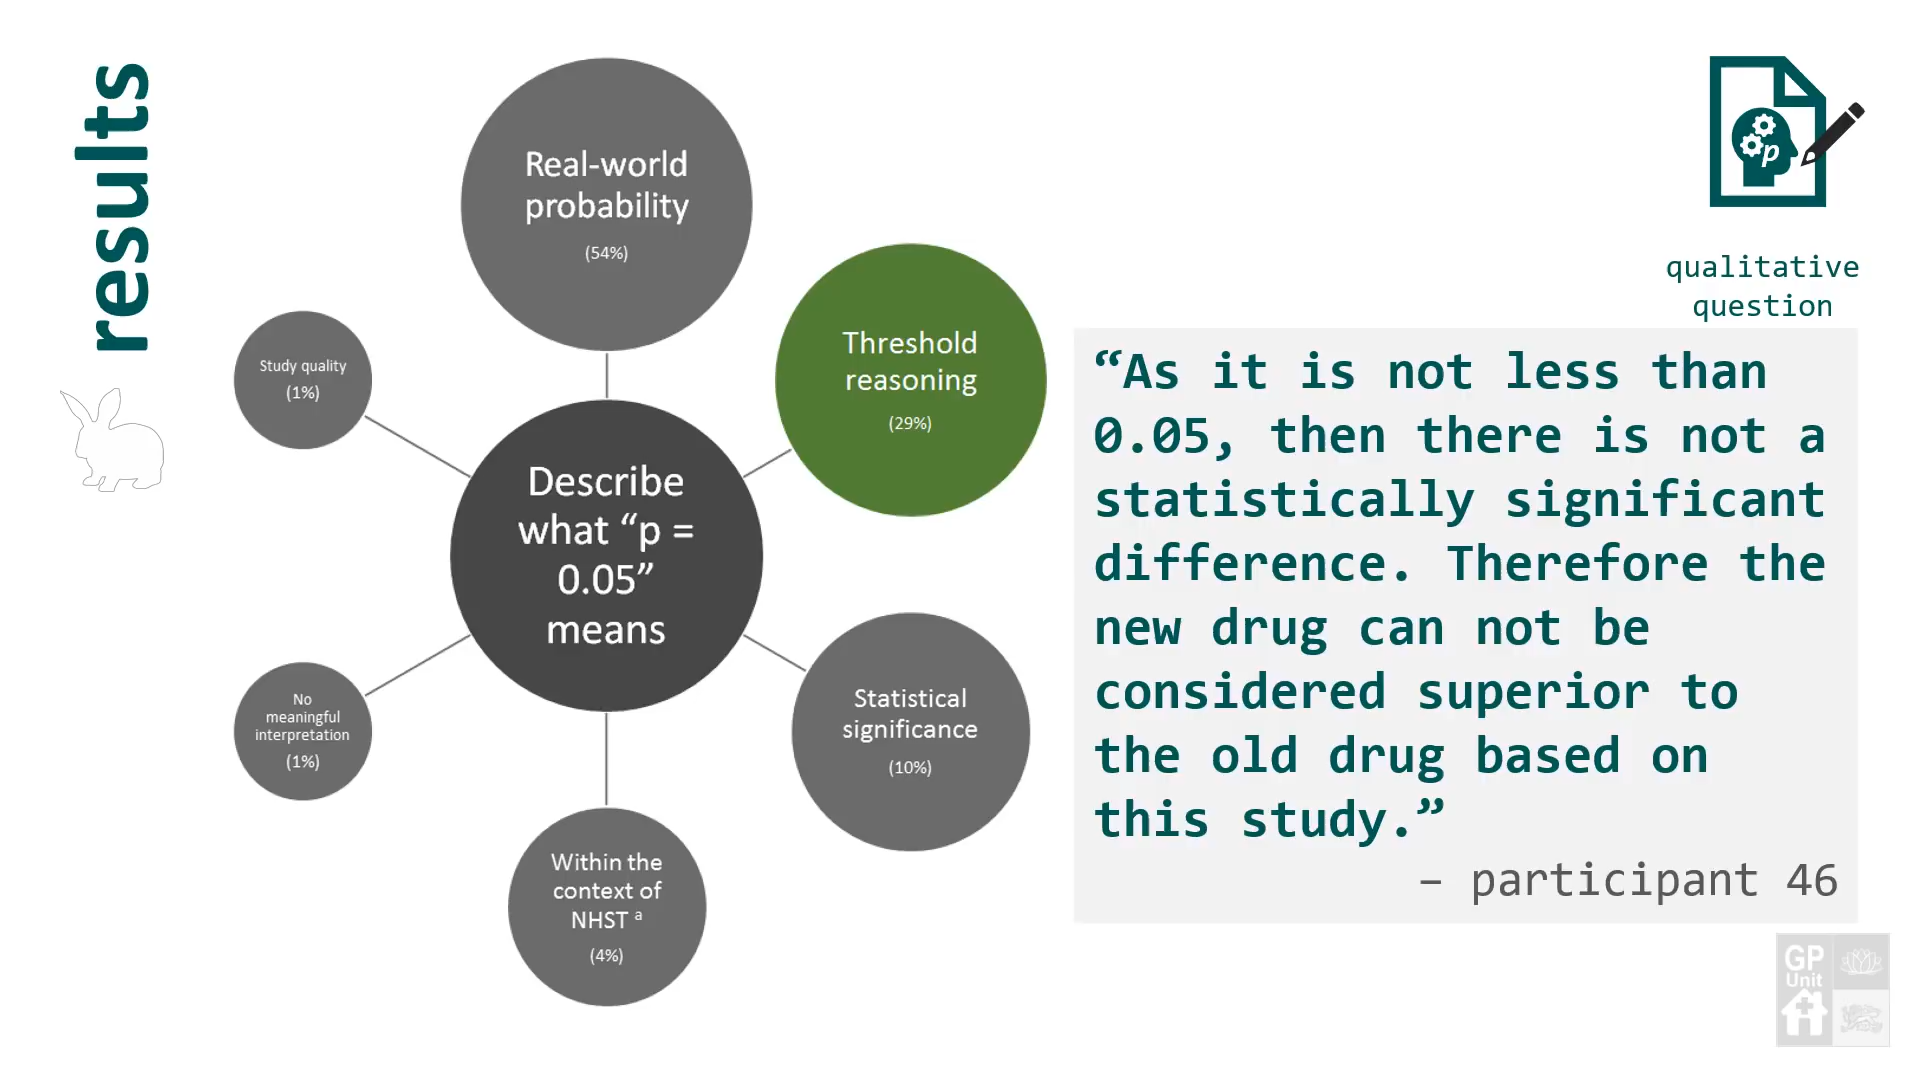 results
Real-world
probability
(54%)
Threshold
reasoning
(29%)
Study quality
(1%)
Describe
what “p =
0.05”
means
No
meaningful
interpretation
(1%)
Statistical
significance
(10%)
Within the
context of
NHST ᵃ
(4%)
p
qualitative
question
“As it is not less than
0.05, then there is not a
statistically significant
difference. Therefore the
new drug can not be
considered superior to
the old drug based on
this study.”
– participant 46
GP
Unit